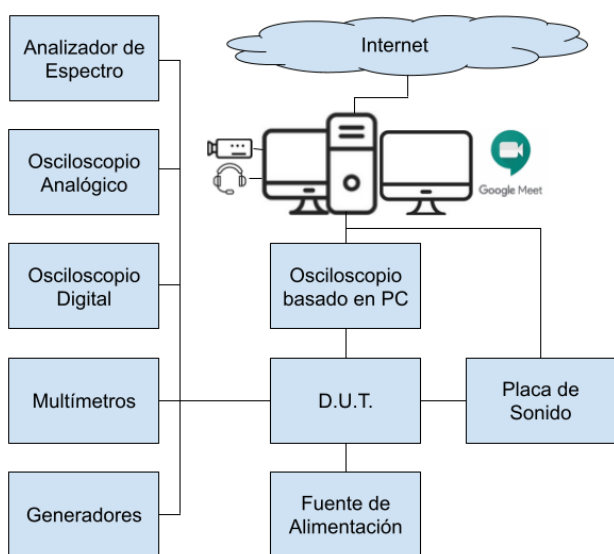 Analizador de
Espectro
Internet
Osciloscopio
Analógico
Google Meet
Osciloscopio
Digital
Osciloscopio
basado en PC
Multímetros
D.U.T.
Placa de
Sonido
Generadores
Fuente de
Alimentación